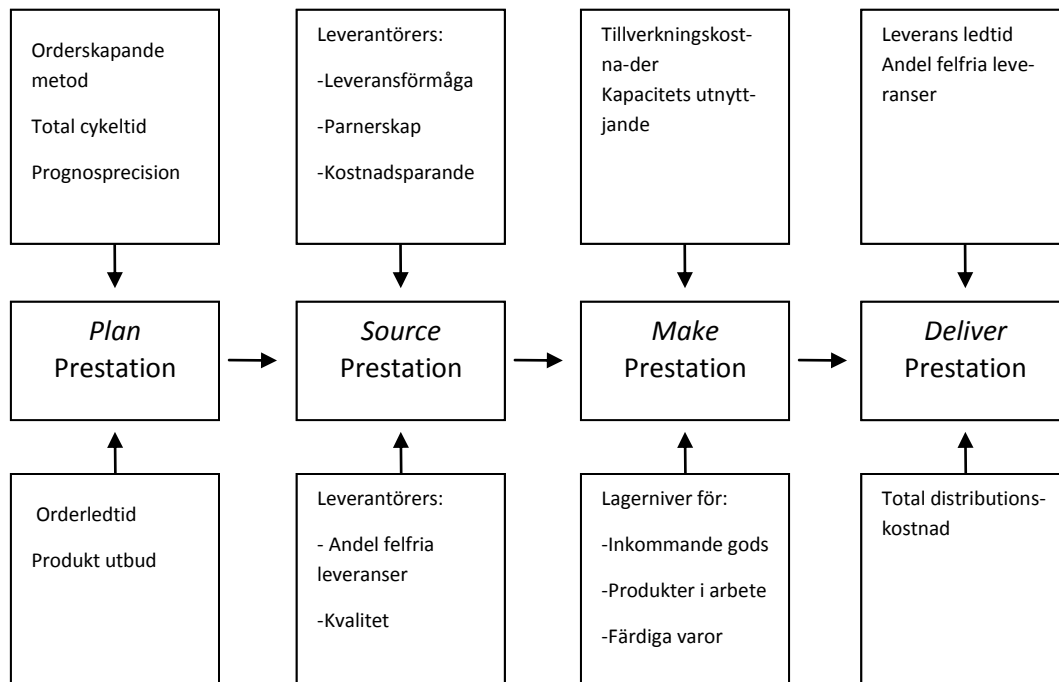 Orderskapande
metod
Total cykeltid
Prognosprecision
Leverantörers:
-Leveransförmåga
-Parnerskap
-Kostnadsparande
Tillverkningskost-
na-der
Kapacitets utnytt-
jande
Leverans ledtid
Andel felfria leve-
ranser
Plan
Prestation
Source
Prestation
Make
Prestation
Deliver
Prestation
Orderledtid
Produkt utbud
Leverantörers:
- Andel felfria
leveranser
-Kvalitet
Lagerniver för:
-Inkommande gods
-Produkter i arbete
-Färdiga varor
Total distributions-
kostnad